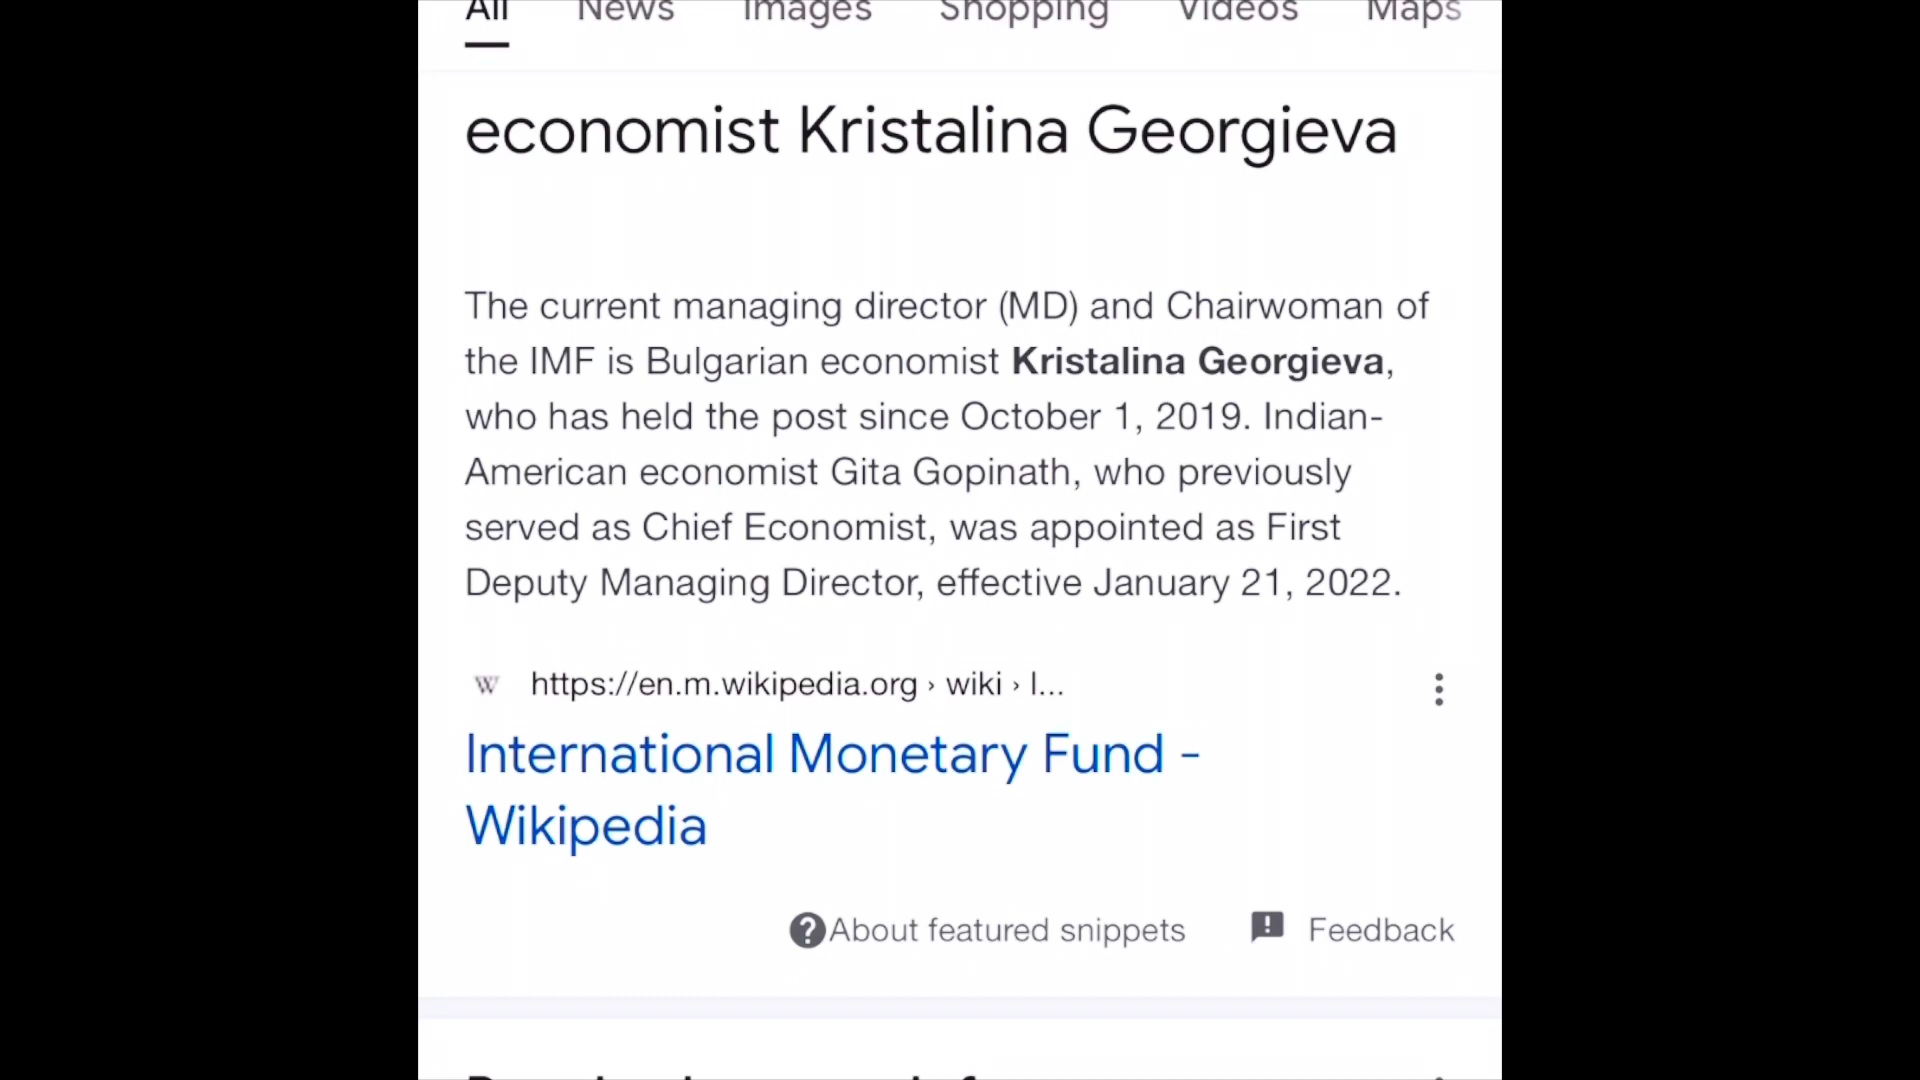 All News Images Shopping Videos Maps
economist Kristalina Georgieva
The current managing director (MD) and Chairwoman of
the IMF is Bulgarian economist Kristalina Georgieva,
who has held the post since October 1, 2019. Indian-
American economist Gita Gopinath, who previously
served as Chief Economist, was appointed as First
Deputy Managing Director, effective January 21, 2022.
W https://en.m.wikipedia.org › wiki › I...
International Monetary Fund -
Wikipedia
About featured snippets Feedback